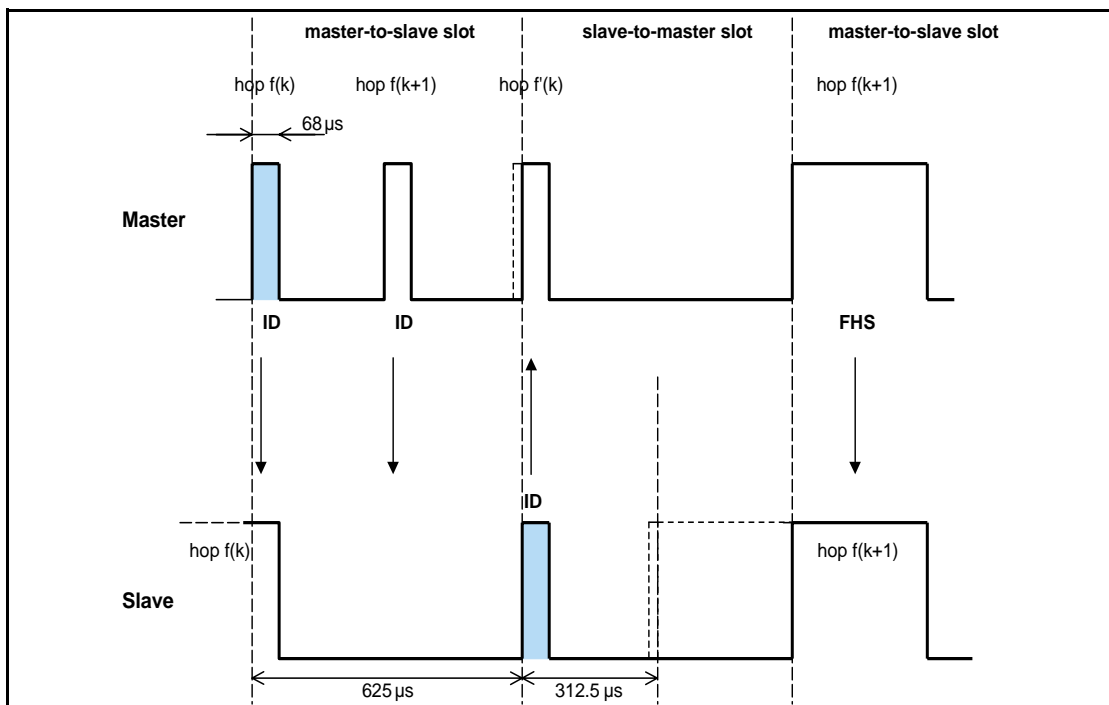 master-to-slave slot
slave-to-master slot
master-to-slave slot
hop f(k)
hop f(k+1)
hop f'(k)
hop f(k+1)
68 µs
Master
ID
ID
FHS
ID
hop f(k)
hop f(k+1)
Slave
625 µs
312.5 µs